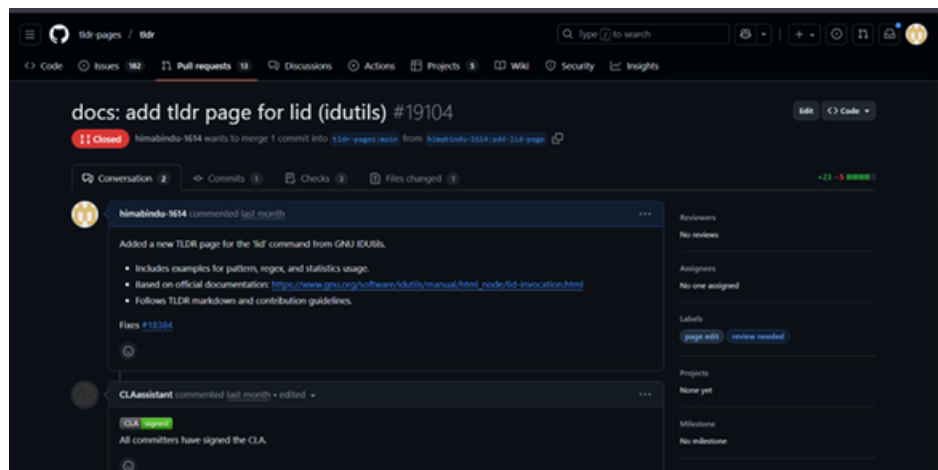 tldr-pages / tldr
Type / to search
Code
Issues 182
Pull requests 13
Discussions
Actions
Projects 5
Wiki
Security
Insights
docs: add tldr page for lid (idutils) #19104
Edit
Code
Closed
himabindu-1614 wants to merge 1 commit into tldr-pages:main from himabindu-1614:add-lid-page
Conversation 2
Commits 1
Checks 3
Files changed 1
+23 -5
himabindu-1614 commented last month
Added a new TLDR page for the 'lid' command from GNU IDUtils.
Includes examples for pattern, regex, and statistics usage.
Based on official documentation: https://www.gnu.org/software/idutils/manual/html_node/lid-invocation.html
Follows TLDR markdown and contribution guidelines.
Fixes #18384
Reviewers
No reviews
Assignees
No one assigned
Labels
page edit
review needed
Projects
None yet
Milestone
No milestone
CLAassistant commented last month • edited
CLA signed
All committers have signed the CLA.